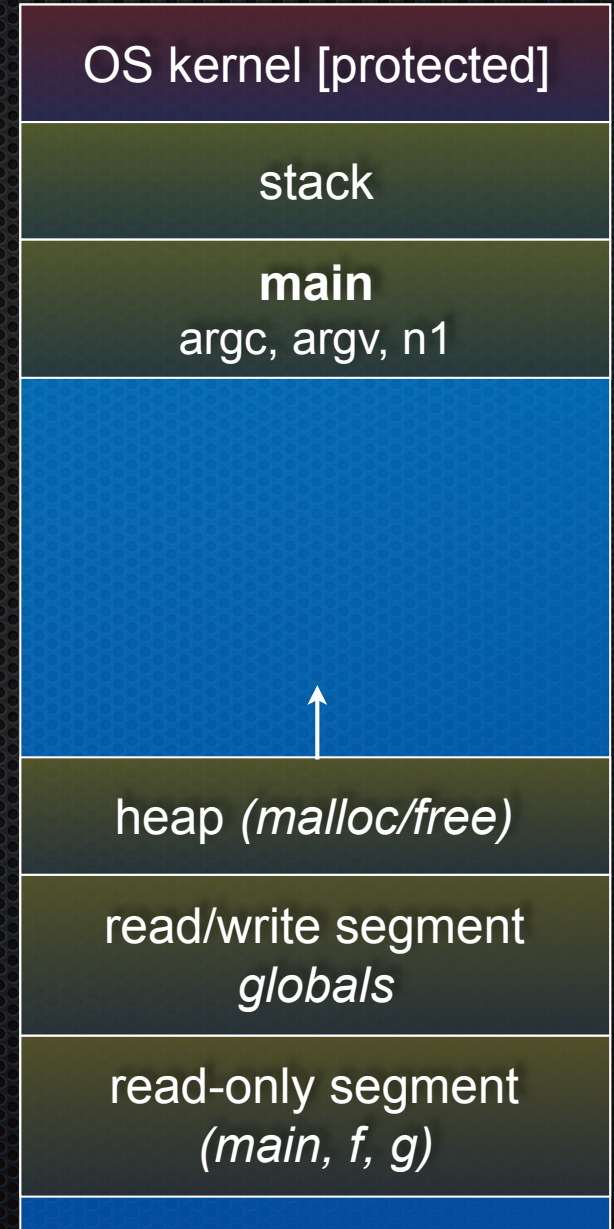 OS kernel [protected]
stack
main
argc, argv, n1
heap (malloc/free)
read/write segment
globals
read-only segment
(main, f, g)